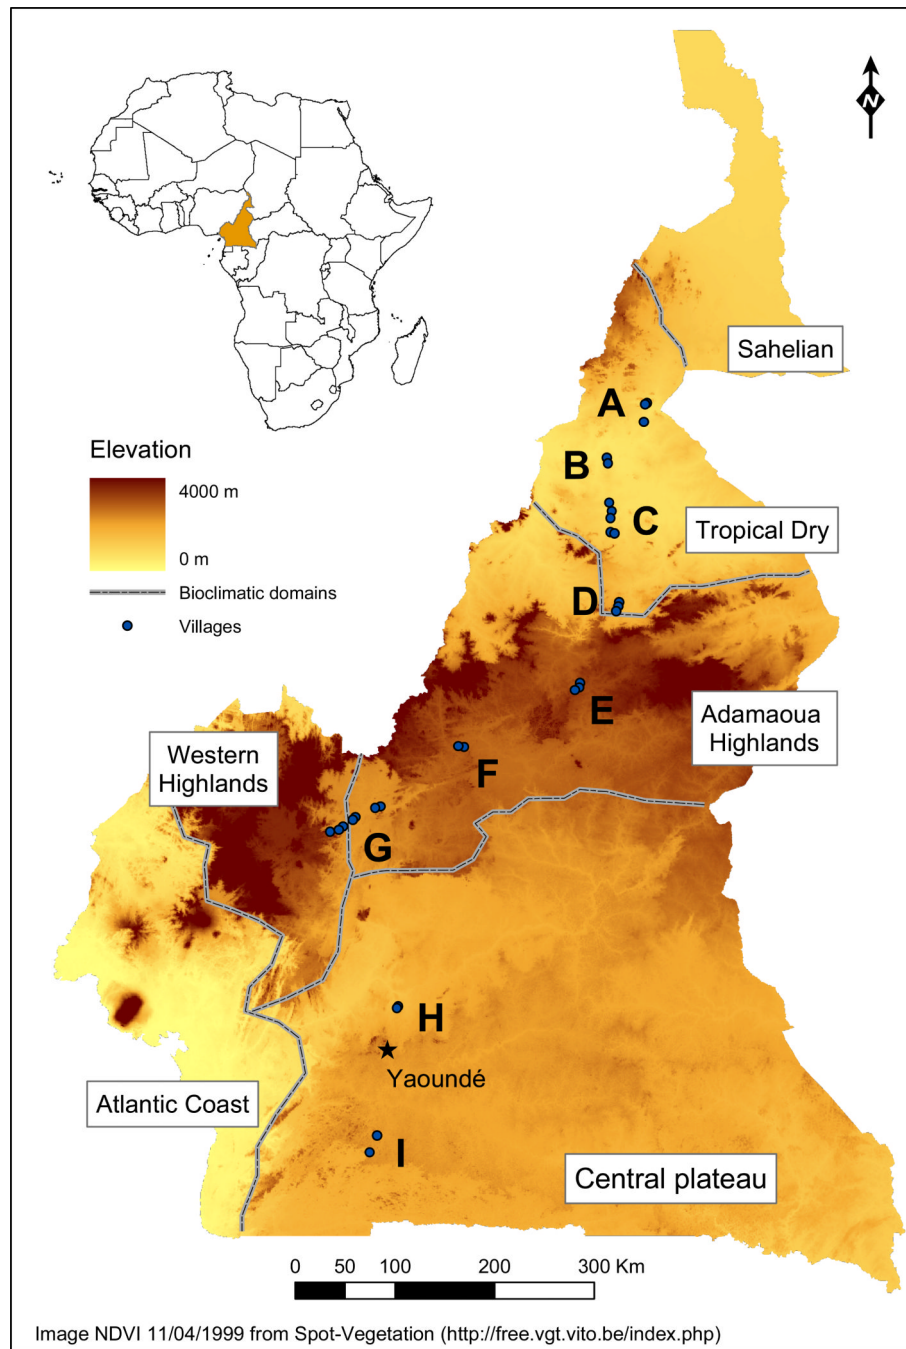 N
Sahelian
A
Elevation
4000 m
B
C
Tropical Dry
0 m
Bioclimatic domains
D
Villages
E
Adamaoua
Highlands
Western
Highlands
F
G
H
Yaoundé
Atlantic Coast
I
Central plateau
0 50 100 200 300 Km
Image NDVI 11/04/1999 from Spot-Vegetation (http://free.vgt.vito.be/index.php)